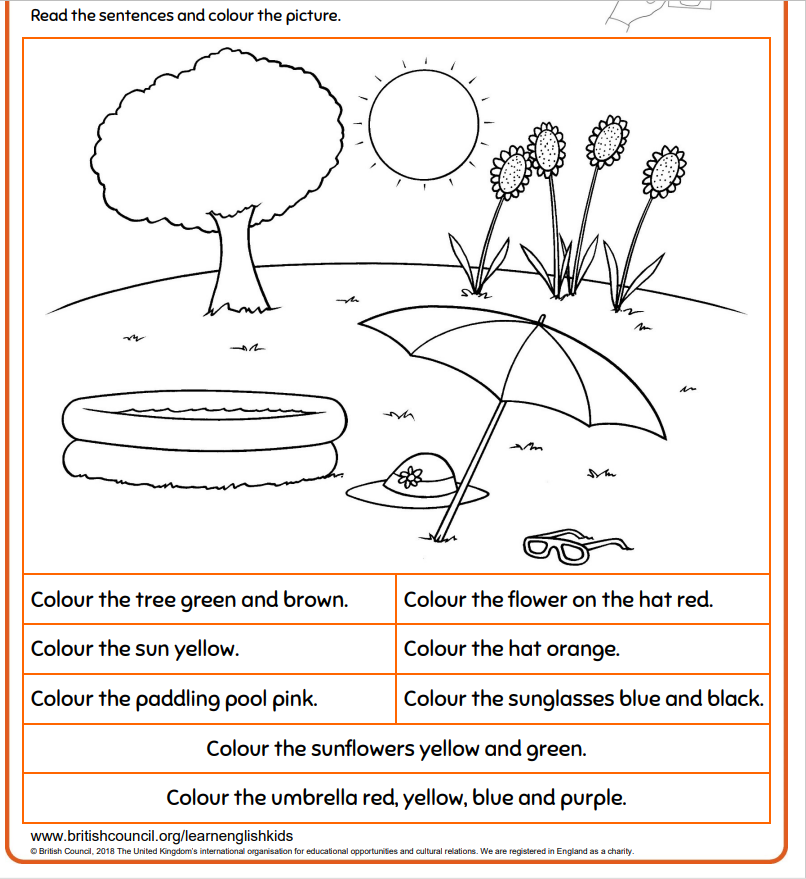 Read the sentences and colour the picture.
Colour the tree green and brown.
Colour the flower on the hat red.
Colour the sun yellow.
Colour the hat orange.
Colour the paddling pool pink.
Colour the sunglasses blue and black.
Colour the sunflowers yellow and green.
Colour the umbrella red, yellow, blue and purple.
www.britishcouncil.org/learnenglishkids
© British Council, 2018 The United Kingdom's international organisation for educational opportunities and cultural relations. We are registered in England as a charity.